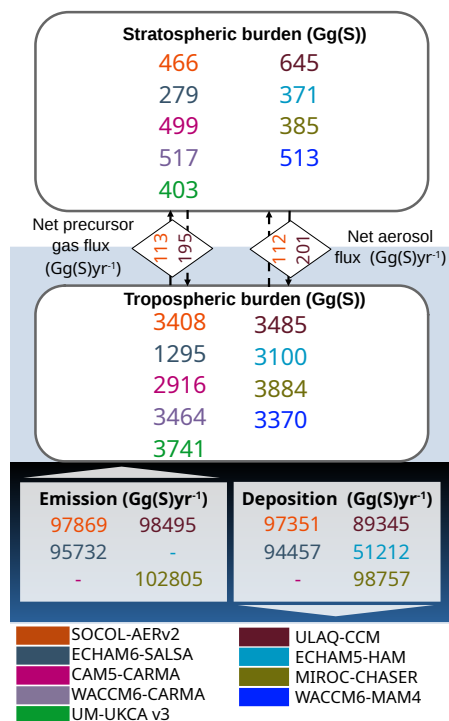 Stratospheric burden (Gg(S))
466 645
279 371
499 385
517 513
403
Net precursor
gas flux
(Gg(S)yr⁻¹)
113
195
112
201
Net aerosol
flux (Gg(S)yr⁻¹)
Tropospheric burden (Gg(S))
3408 3485
1295 3100
2916 3884
3464 3370
3741
Emission (Gg(S)yr⁻¹)
97869 98495
95732 -
- 102805
Deposition (Gg(S)yr⁻¹)
97351 89345
94457 51212
- 98757
SOCOL-AERv2
ECHAM6-SALSA
CAM5-CARMA
WACCM6-CARMA
UM-UKCA v3
ULAQ-CCM
ECHAM5-HAM
MIROC-CHASER
WACCM6-MAM4